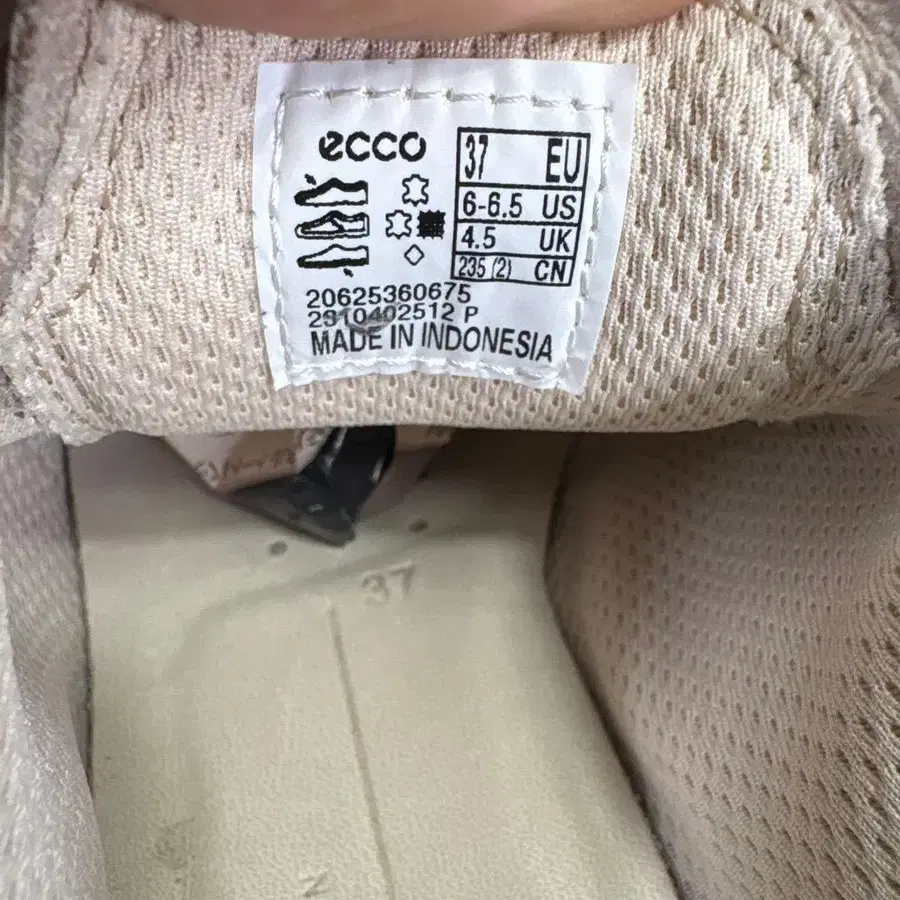 ecco
37 EU
6-6.5 US
4.5 UK
235 (2) CN
20625360675
2310402512 P
MADE IN INDONESIA
37